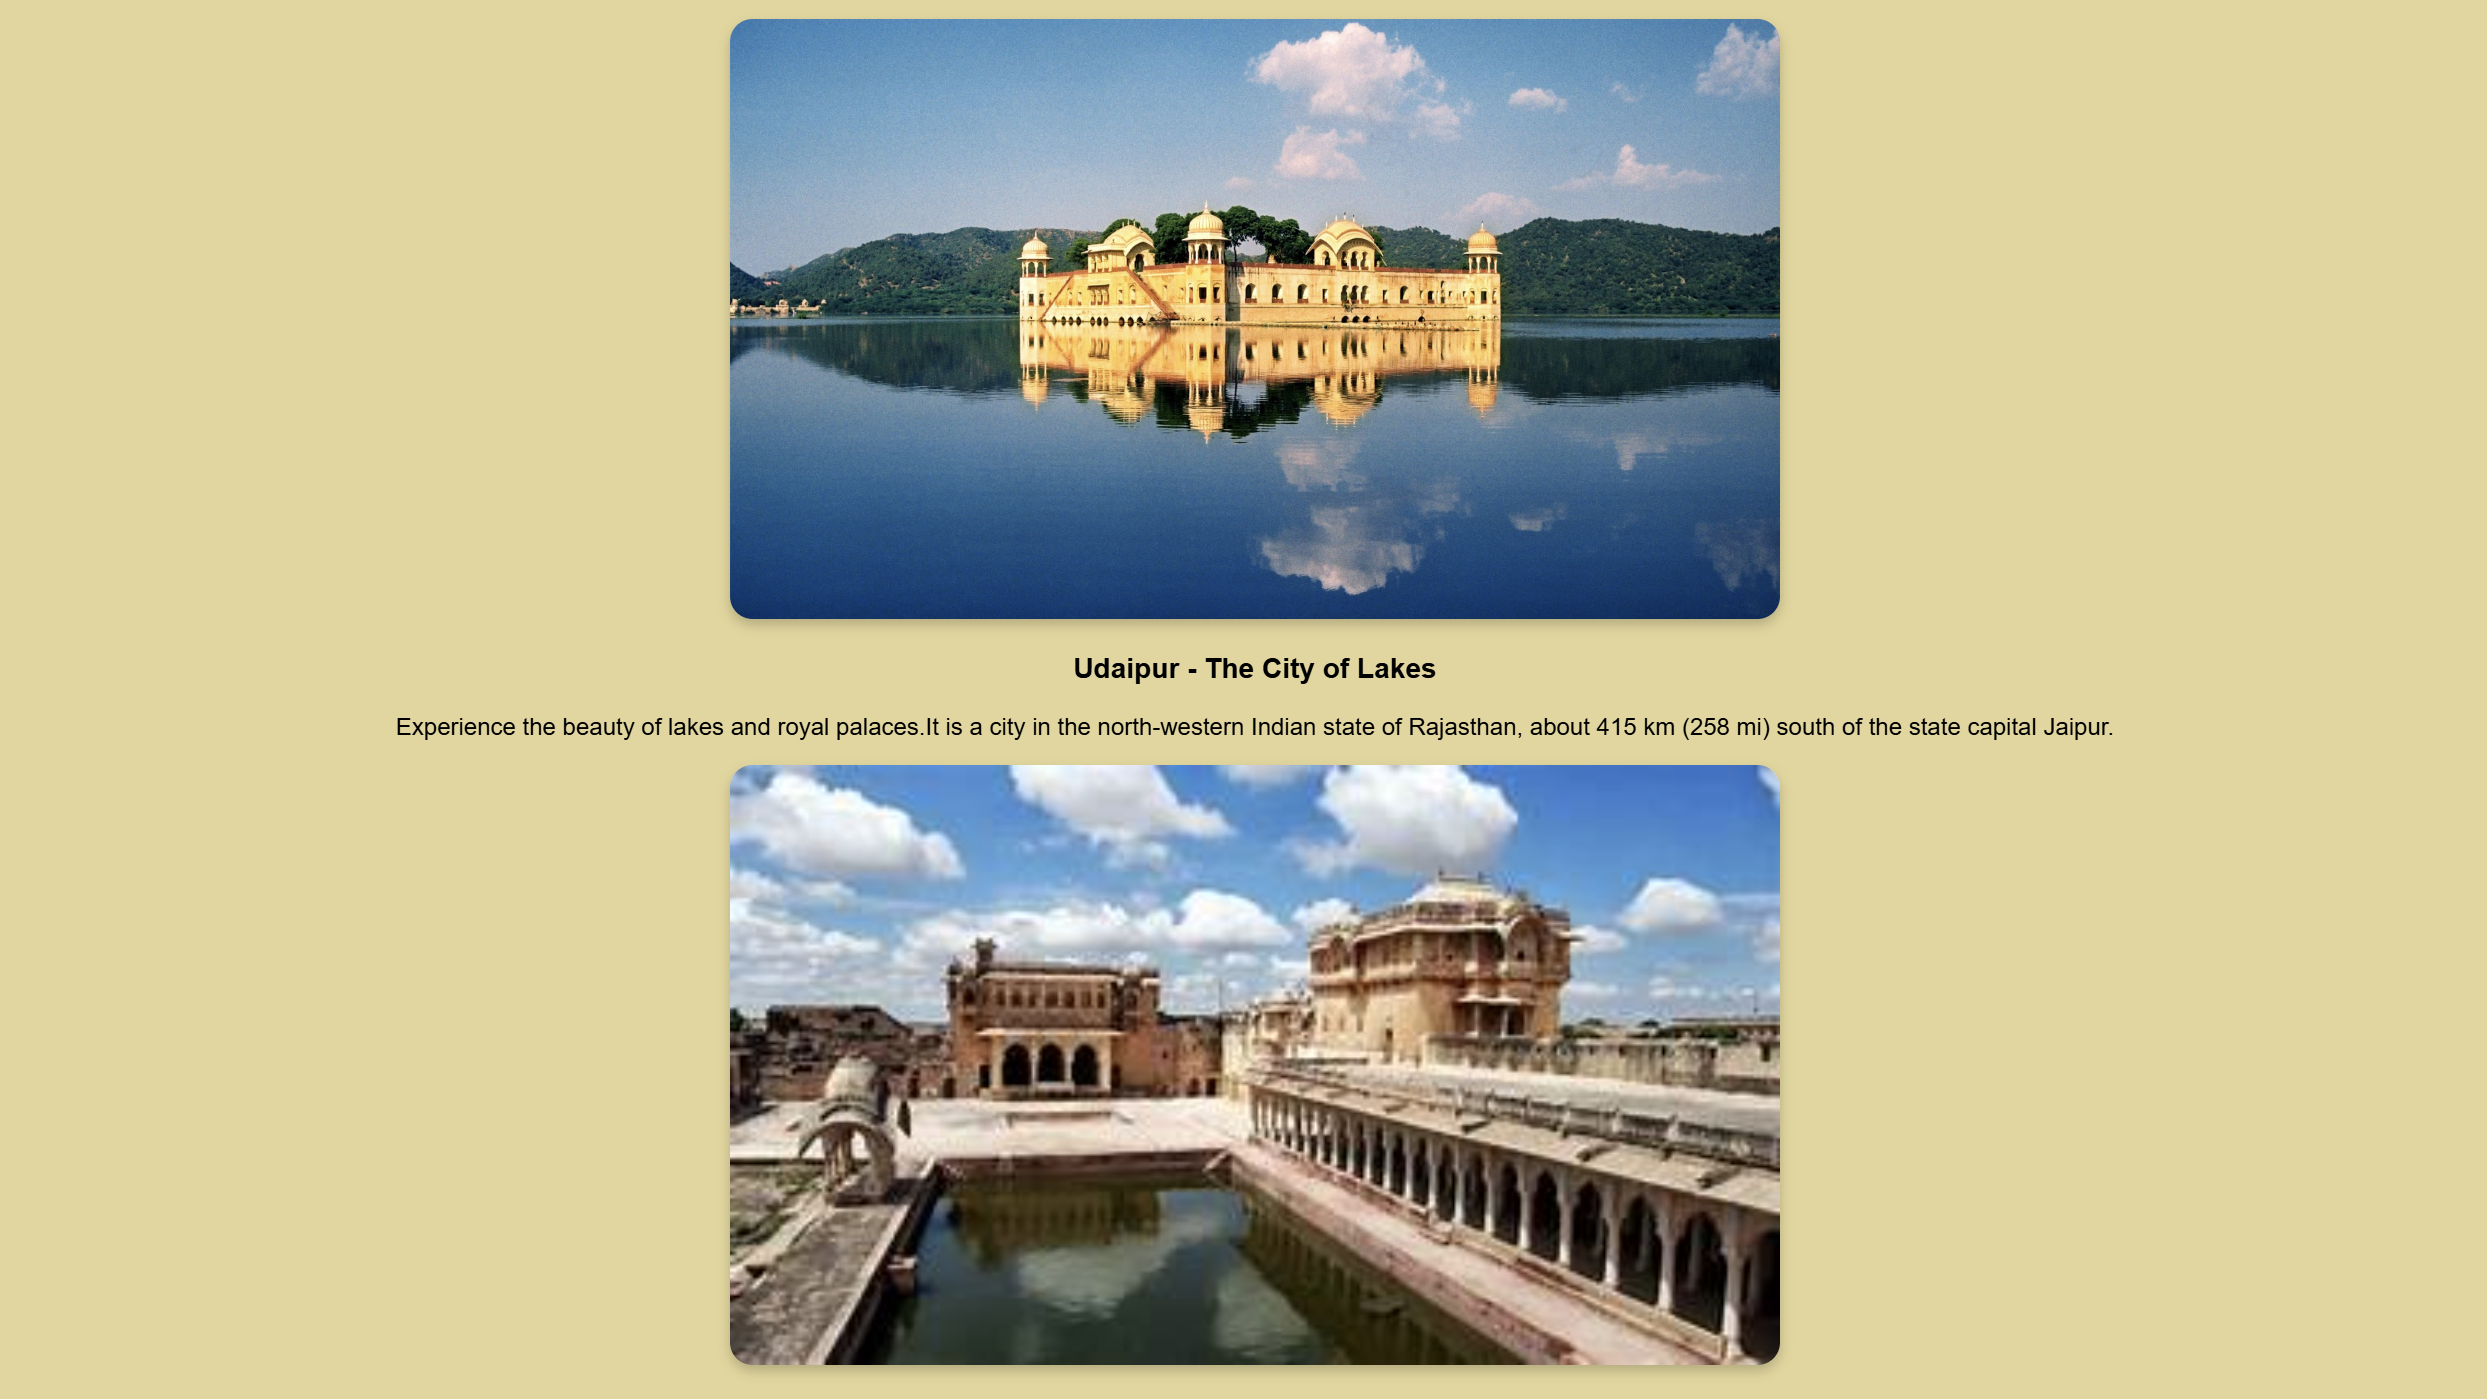 Udaipur - The City of Lakes
Experience the beauty of lakes and royal palaces.It is a city in the north-western Indian state of Rajasthan, about 415 km (258 mi) south of the state capital Jaipur.